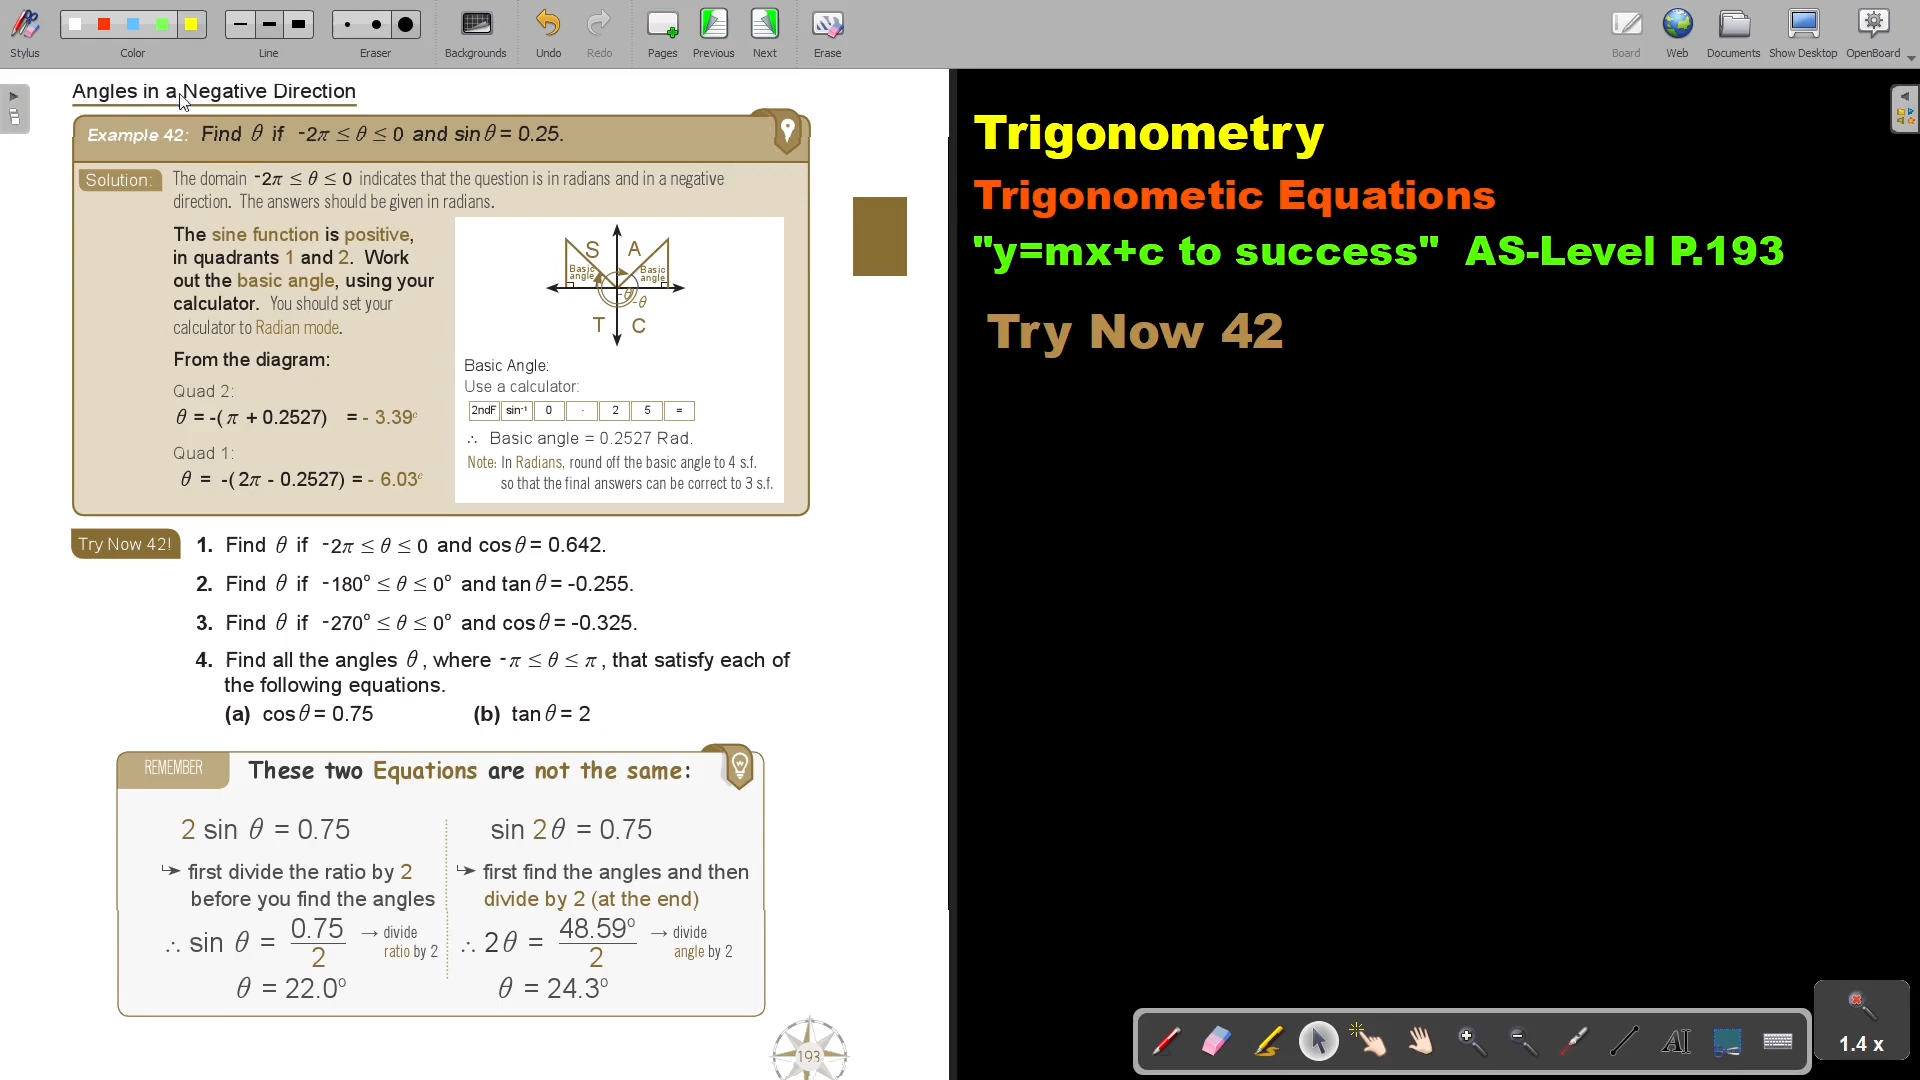 Stylus
Color
Line
Eraser
Backgrounds
Undo
Redo
Pages
Previous
Next
Erase
Board
Web
Documents
Show Desktop
OpenBoard
Angles in a Negative Direction
Example 42: Find θ if -2π ≤ θ ≤ 0 and sin θ = 0.25.
Solution: The domain -2π ≤ θ ≤ 0 indicates that the question is in radians and in a negative
direction. The answers should be given in radians.
The sine function is positive,
in quadrants 1 and 2. Work
out the basic angle, using your
calculator. You should set your
calculator to Radian mode.
From the diagram:
Quad 2:
θ = -( π + 0.2527) = - 3.39ᶜ
Quad 1:
θ = -( 2π - 0.2527) = - 6.03ᶜ
S A
Basic angle
Basic angle
-θ -θ
T C
Basic Angle:
Use a calculator:
2ndF sin⁻¹ 0 · 2 5 =
∴ Basic angle = 0.2527 Rad.
Note: In Radians, round off the basic angle to 4 s.f.
so that the final answers can be correct to 3 s.f.
Try Now 42!
1. Find θ if -2π ≤ θ ≤ 0 and cos θ = 0.642.
2. Find θ if -180° ≤ θ ≤ 0° and tan θ = -0.255.
3. Find θ if -270° ≤ θ ≤ 0° and cos θ = -0.325.
4. Find all the angles θ, where -π ≤ θ ≤ π, that satisfy each of
the following equations.
(a) cos θ = 0.75 (b) tan θ = 2
REMEMBER These two Equations are not the same:
2 sin θ = 0.75
↳ first divide the ratio by 2
before you find the angles
∴ sin θ = 0.75/2 → divide
ratio by 2
θ = 22.0°
sin 2θ = 0.75
↳ first find the angles and then
divide by 2 (at the end)
∴ 2θ = 48.59°/2 → divide
angle by 2
θ = 24.3°
193
Trigonometry
Trigonometic Equations
"y=mx+c to success" AS-Level P.193
Try Now 42
AI
1.4 x